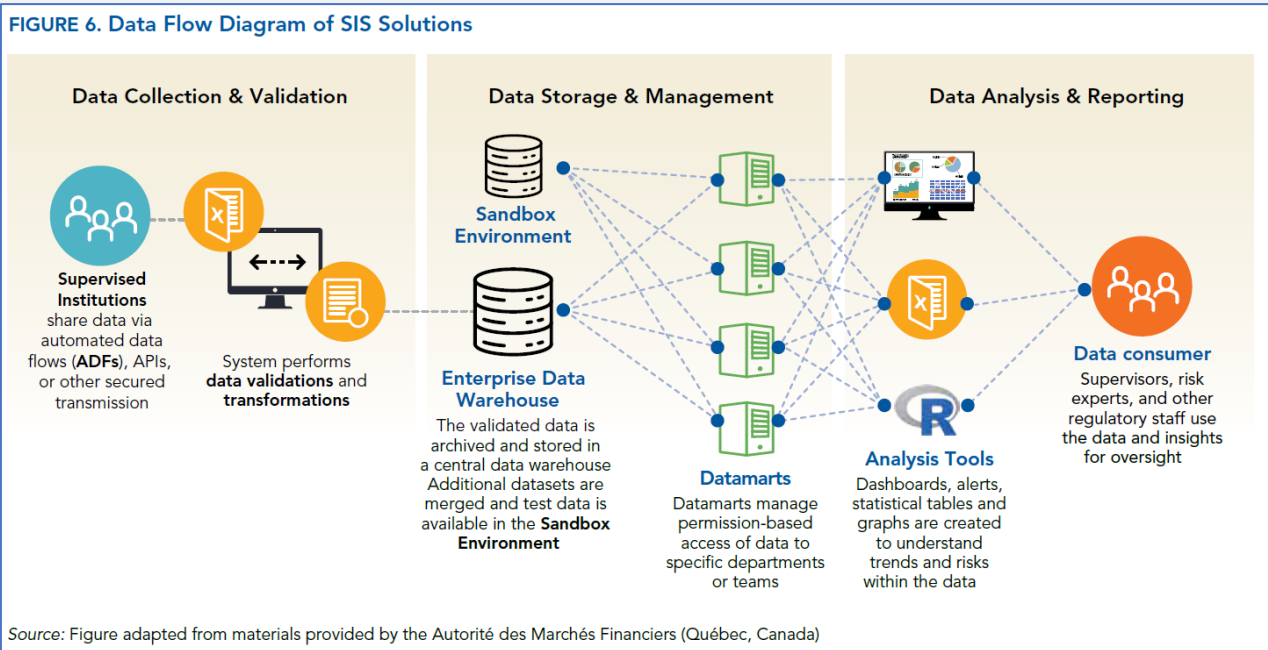 FIGURE 6. Data Flow Diagram of SIS Solutions
Data Collection & Validation
Supervised
Institutions
share data via
automated data
flows (ADFs), APIs,
or other secured
transmission
X
System performs
data validations and
transformations
Data Storage & Management
Sandbox
Environment
Enterprise Data
Warehouse
The validated data is
archived and stored in
a central data warehouse
Additional datasets are
merged and test data is
available in the Sandbox
Environment
Datamarts
Datamarts manage
permission-based
access of data to
specific departments
or teams
Data Analysis & Reporting
X
R
Analysis Tools
Dashboards, alerts,
statistical tables and
graphs are created
to understand
trends and risks
within the data
Data consumer
Supervisors, risk
experts, and other
regulatory staff use
the data and insights
for oversight
Source: Figure adapted from materials provided by the Autorité des Marchés Financiers (Québec, Canada)